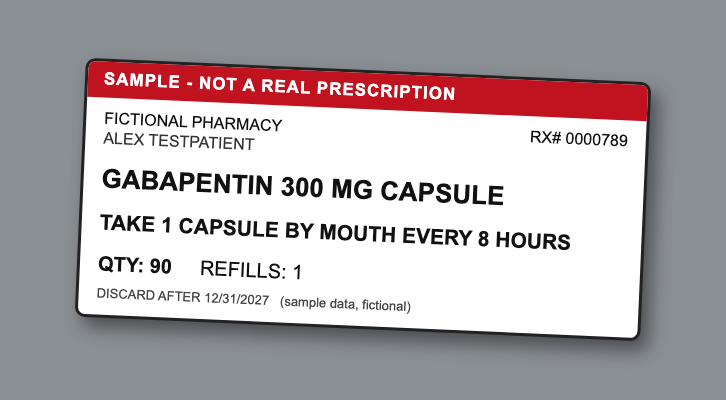 SAMPLE - NOT A REAL PRESCRIPTION
FICTIONAL PHARMACY
RX# 0000789
ALEX TESTPATIENT
GABAPENTIN 300 MG CAPSULE
TAKE 1 CAPSULE BY MOUTH EVERY 8 HOURS
QTY: 90 REFILLS: 1
DISCARD AFTER 12/31/2027 (sample data, fictional)